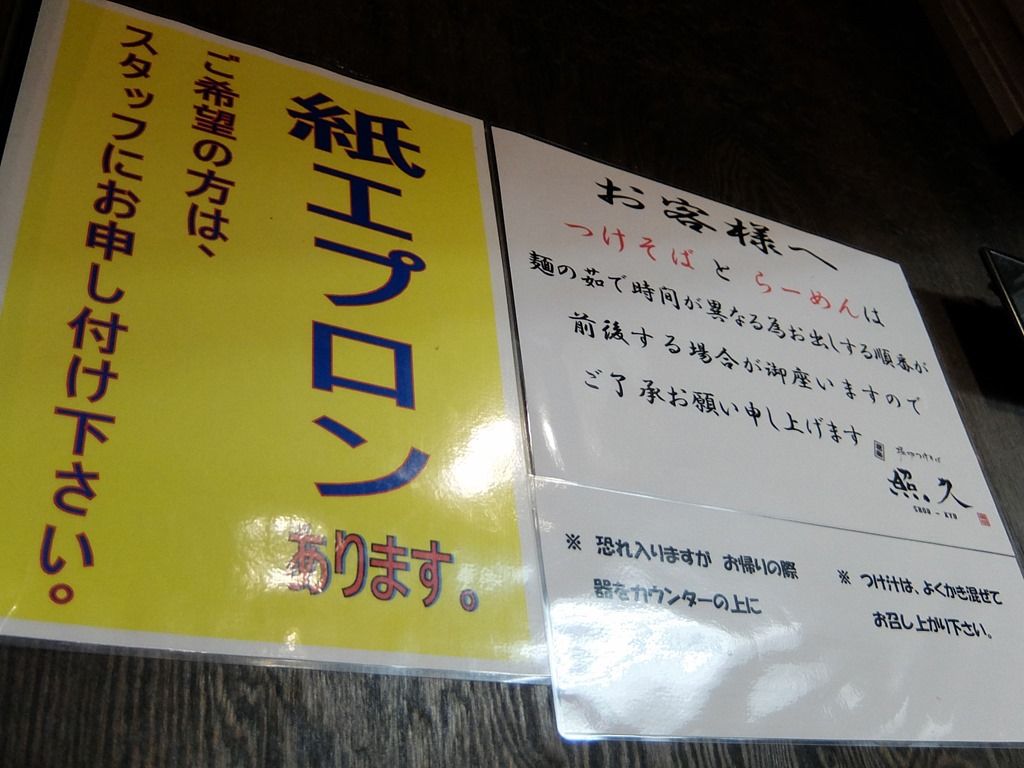 紙エプロン
あります。
ご希望の方は、
スタッフにお申し付け下さい。
お客様へ
つけそば と らーめんは
麺の茹で時間が異なる為お出しする順番が
前後する場合が御座いますので
ご了承お願い申し上げます
照久
SHOU-KYU
※ 恐れ入りますが お帰りの際
器をカウンターの上に
※ つけ汁は、よくかき混ぜて
お召し上がり下さい。